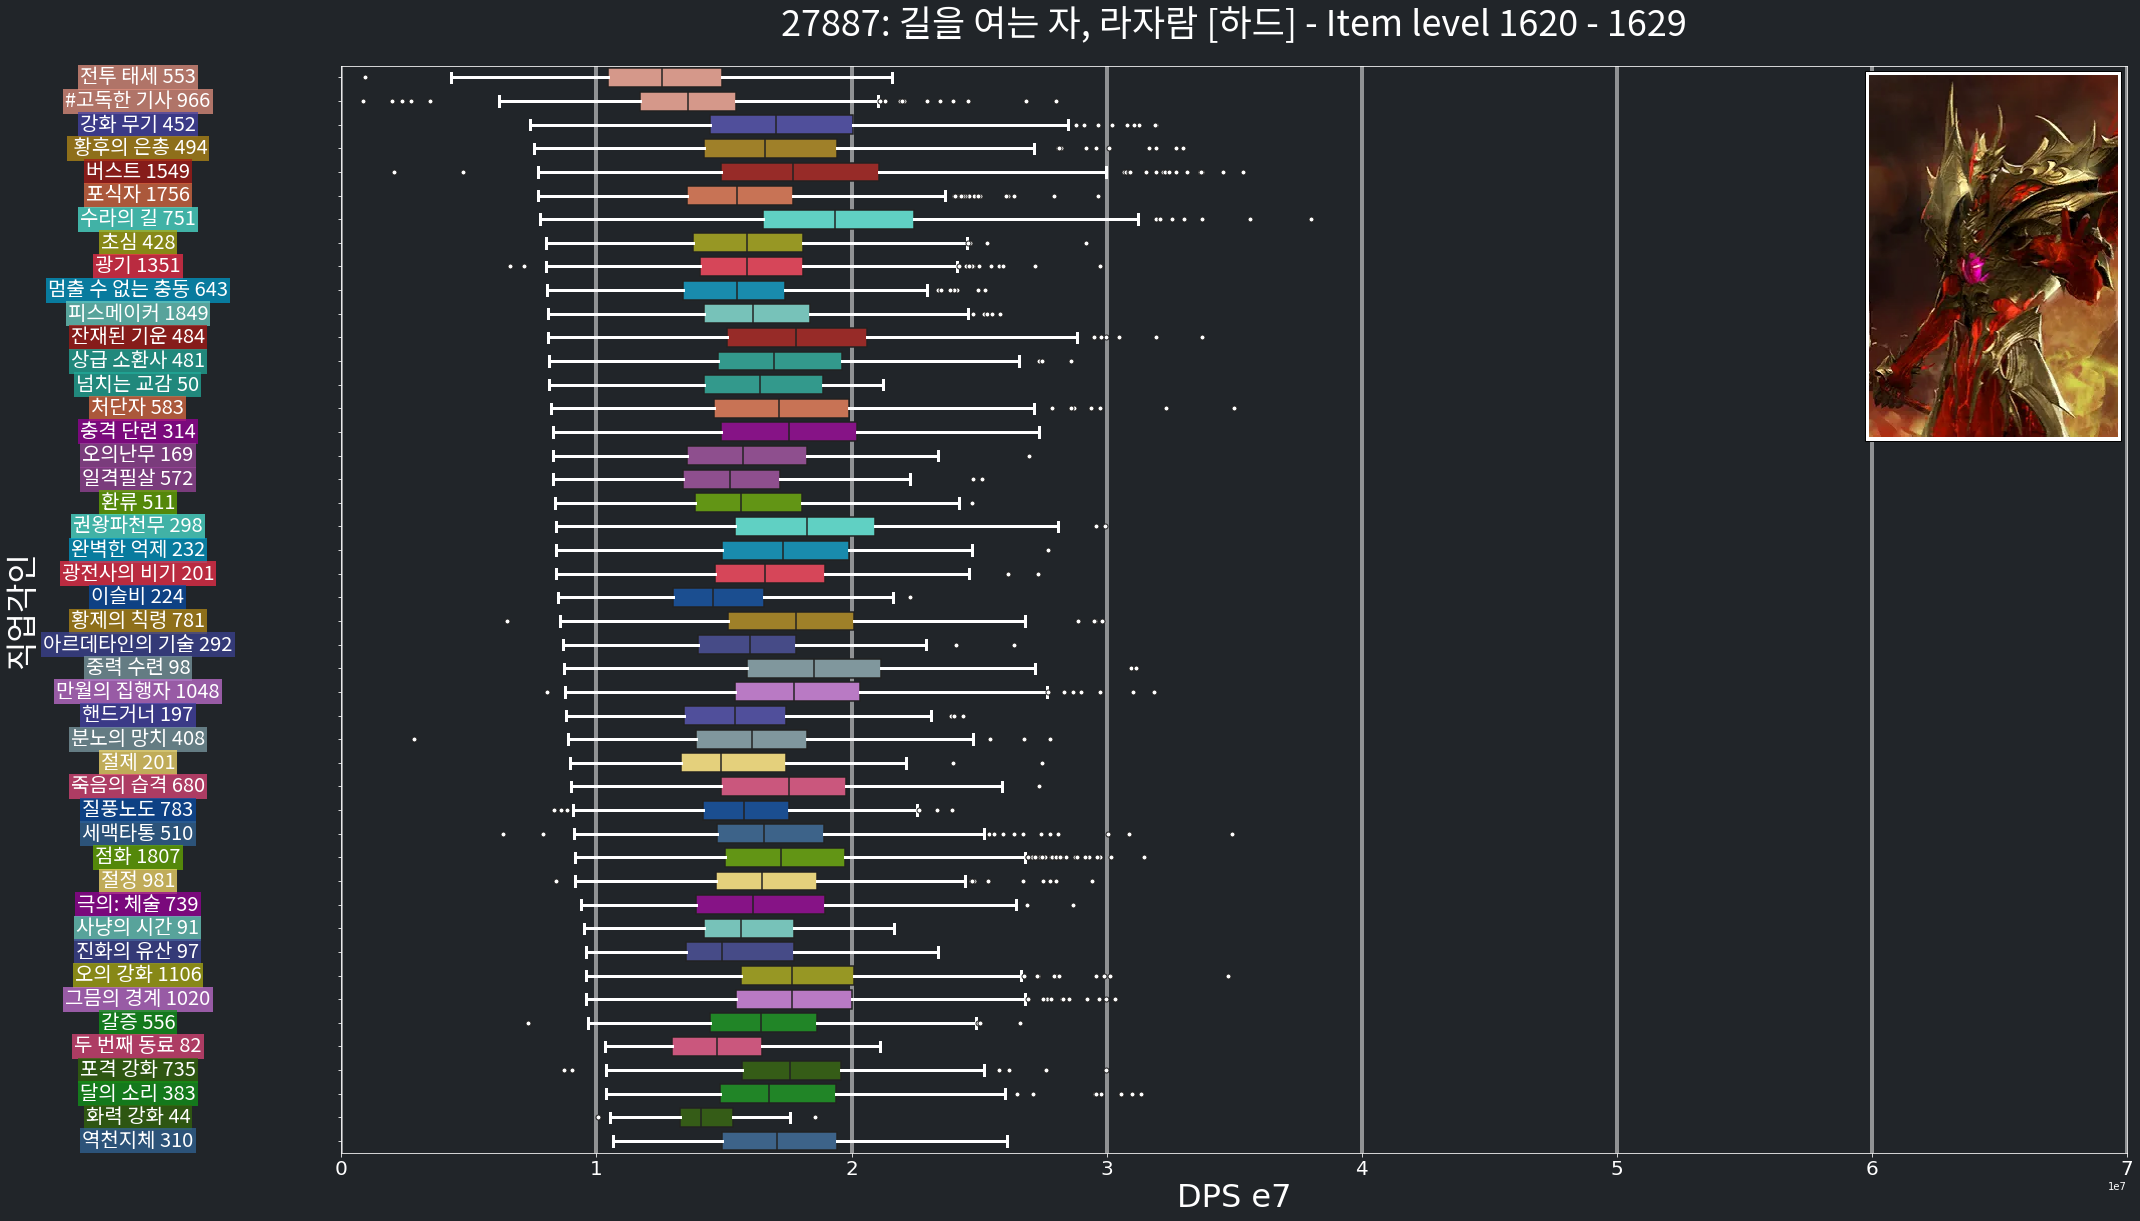 27887: 길을 여는 자, 라자람 [하드] - Item level 1620 - 1629
전투 태세 553
#고독한 기사 966
강화 무기 452
황후의 은총 494
버스트 1549
포식자 1756
수라의 길 751
초심 428
광기 1351
멈출 수 없는 충동 643
피스메이커 1849
잔재된 기운 484
상급 소환사 481
넘치는 교감 50
처단자 583
충격 단련 314
오의난무 169
일격필살 572
환류 511
권왕파천무 298
완벽한 억제 232
광전사의 비기 201
이슬비 224
황제의 칙령 781
아르데타인의 기술 292
중력 수련 98
만월의 집행자 1048
핸드거너 197
분노의 망치 408
절제 201
죽음의 습격 680
질풍노도 783
세맥타통 510
점화 1807
절정 981
극의: 체술 739
사냥의 시간 91
진화의 유산 97
오의 강화 1106
그믐의 경계 1020
갈증 556
두 번째 동료 82
포격 강화 735
달의 소리 383
화력 강화 44
역천지체 310
직업각인
0 1 2 3 4 5 6 7
DPS e7
1e7